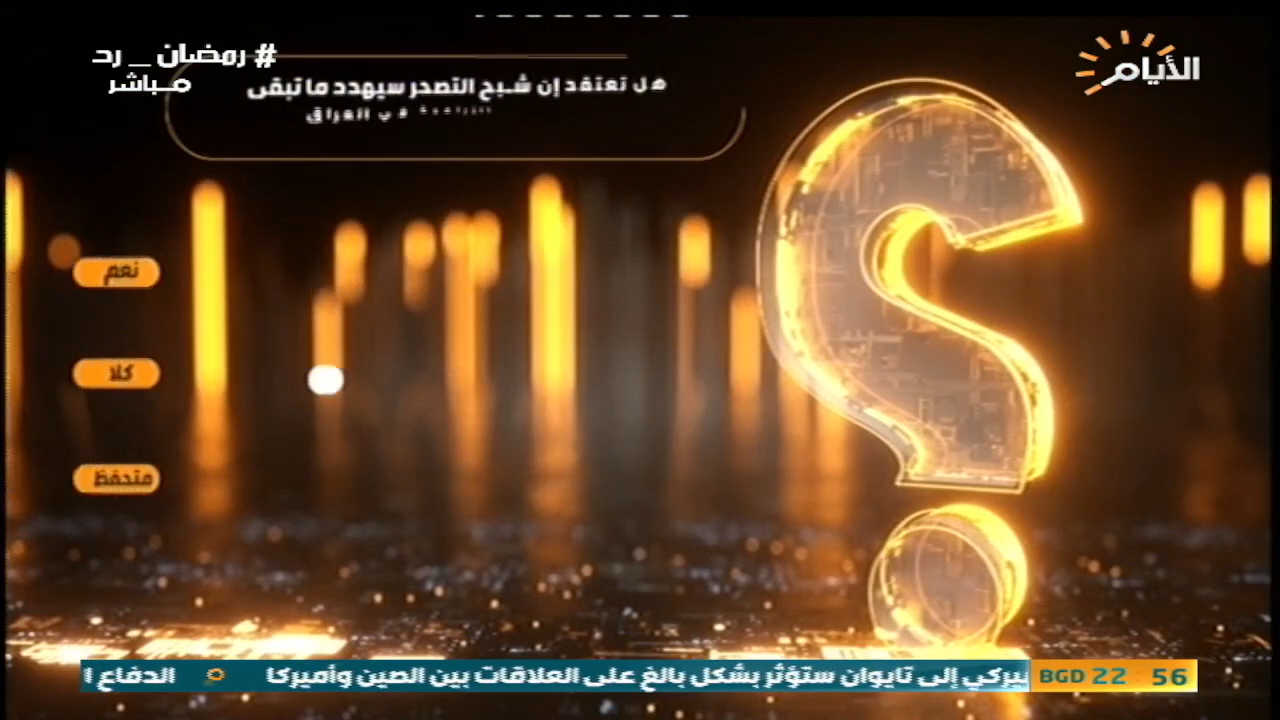 # رمضان _ رد
مباشر
الأيام
هل تعتقد إن شبح التصحر سيهدد ما تبقى
في العراق
نعم
كلا
متحفظ
إلى تايوان ستؤثر بشكل بالغ على العلاقات بين الصين وأميركا
الدفاع
BGD 22 : 56